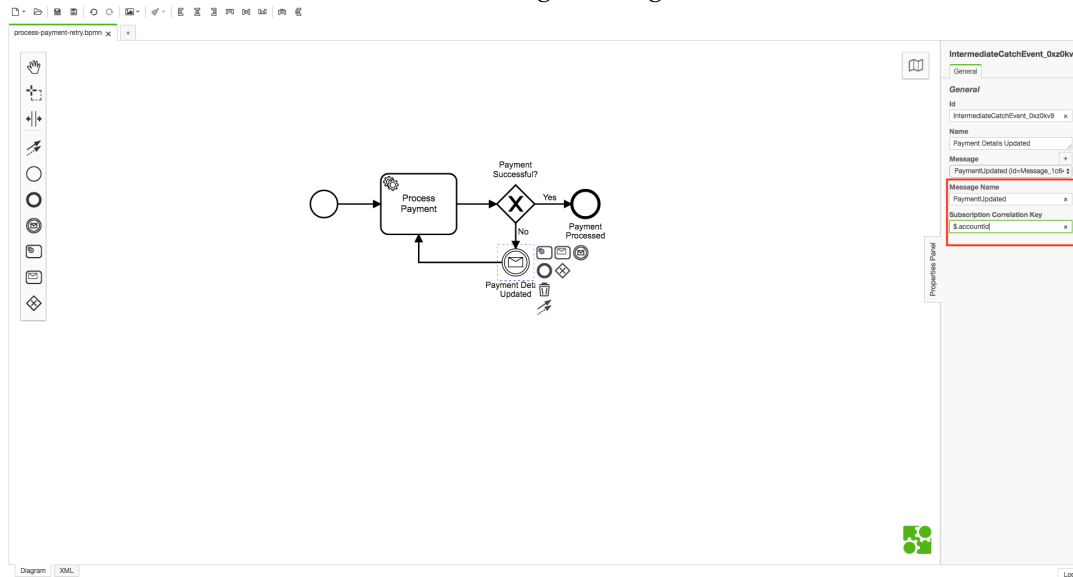 process-payment-retry.bpmn x +
IntermediateCatchEvent_0xz0kv
General
General
Id
IntermediateCatchEvent_0xz0kv9 x
Name
Payment Details Updated
Message +
PaymentUpdated (id=Message_1c64
Message Name
PaymentUpdated x
Subscription Correlation Key
$.accountId x
Properties Panel
Payment
Successful?
Process
Payment
Yes
No
Payment
Processed
Payment Deta
Updated
Diagram XML